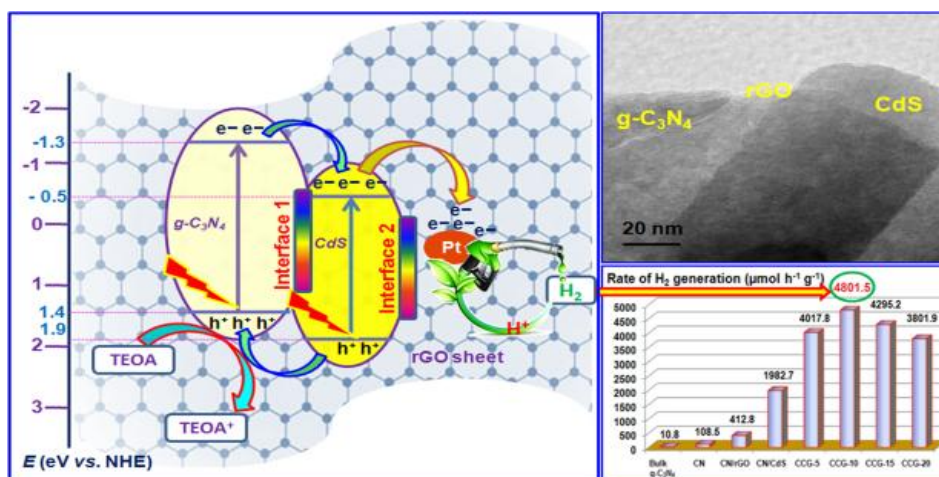 -2
-1.3
-1
- 0.5
0
1
1.4
1.9
2
3
e– e–
g-C₃N₄
h⁺ h⁺ h⁺
Interface 1
e– e– e–
CdS
h⁺ h⁺
Interface 2
e–
e– e– e–
Pt
H₂
H⁺
rGO sheet
TEOA
TEOA⁺
E (eV vs. NHE)
g-C₃N₄
rGO
CdS
20 nm
Rate of H₂ generation (μmol h⁻¹ g⁻¹)
4801.5
5000
4500
4000
3500
3000
2500
2000
1500
1000
500
0
10.8
108.5
412.8
1982.7
4017.8
4295.2
3801.9
Bulk
g-C₃N₄
CN
CN/rGO
CN/CdS
CCG-5
CCG-10
CCG-15
CCG-20